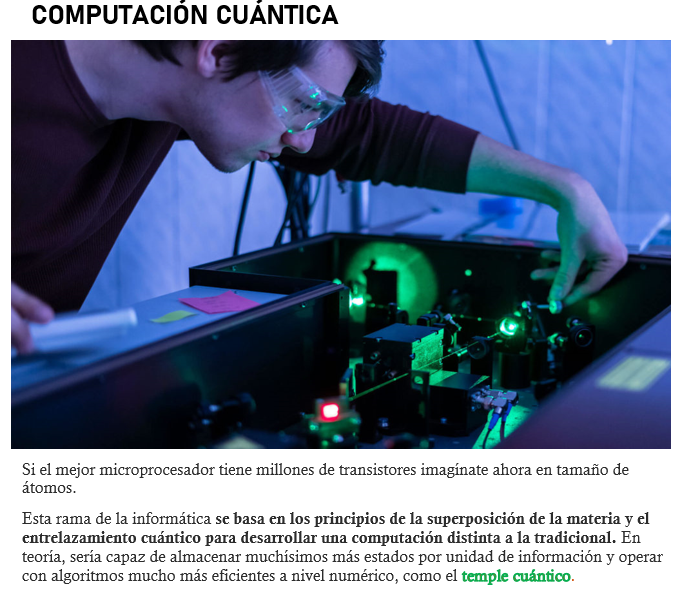 COMPUTACIÓN CUÁNTICA
Si el mejor microprocesador tiene millones de transistores imagínate ahora en tamaño de
átomos.
Esta rama de la informática se basa en los principios de la superposición de la materia y el
entrelazamiento cuántico para desarrollar una computación distinta a la tradicional. En
teoría, sería capaz de almacenar muchísimos más estados por unidad de información y operar
con algoritmos mucho más eficientes a nivel numérico, como el temple cuántico.